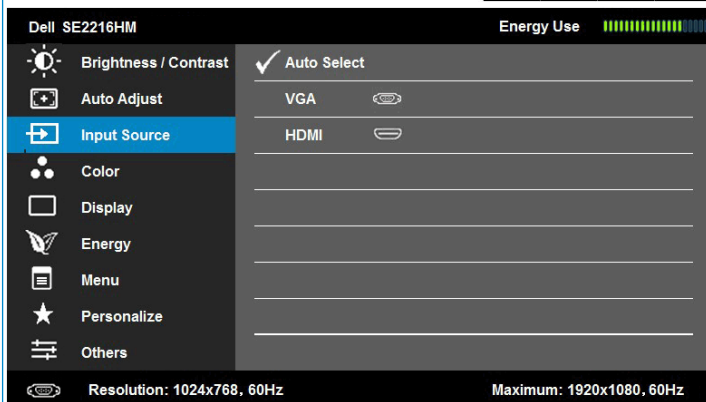 Dell SE2216HM
Energy Use
Brightness / Contrast
Auto Select
Auto Adjust
VGA
Input Source
HDMI
Color
Display
Energy
Menu
Personalize
Others
Resolution: 1024x768, 60Hz
Maximum: 1920x1080, 60Hz